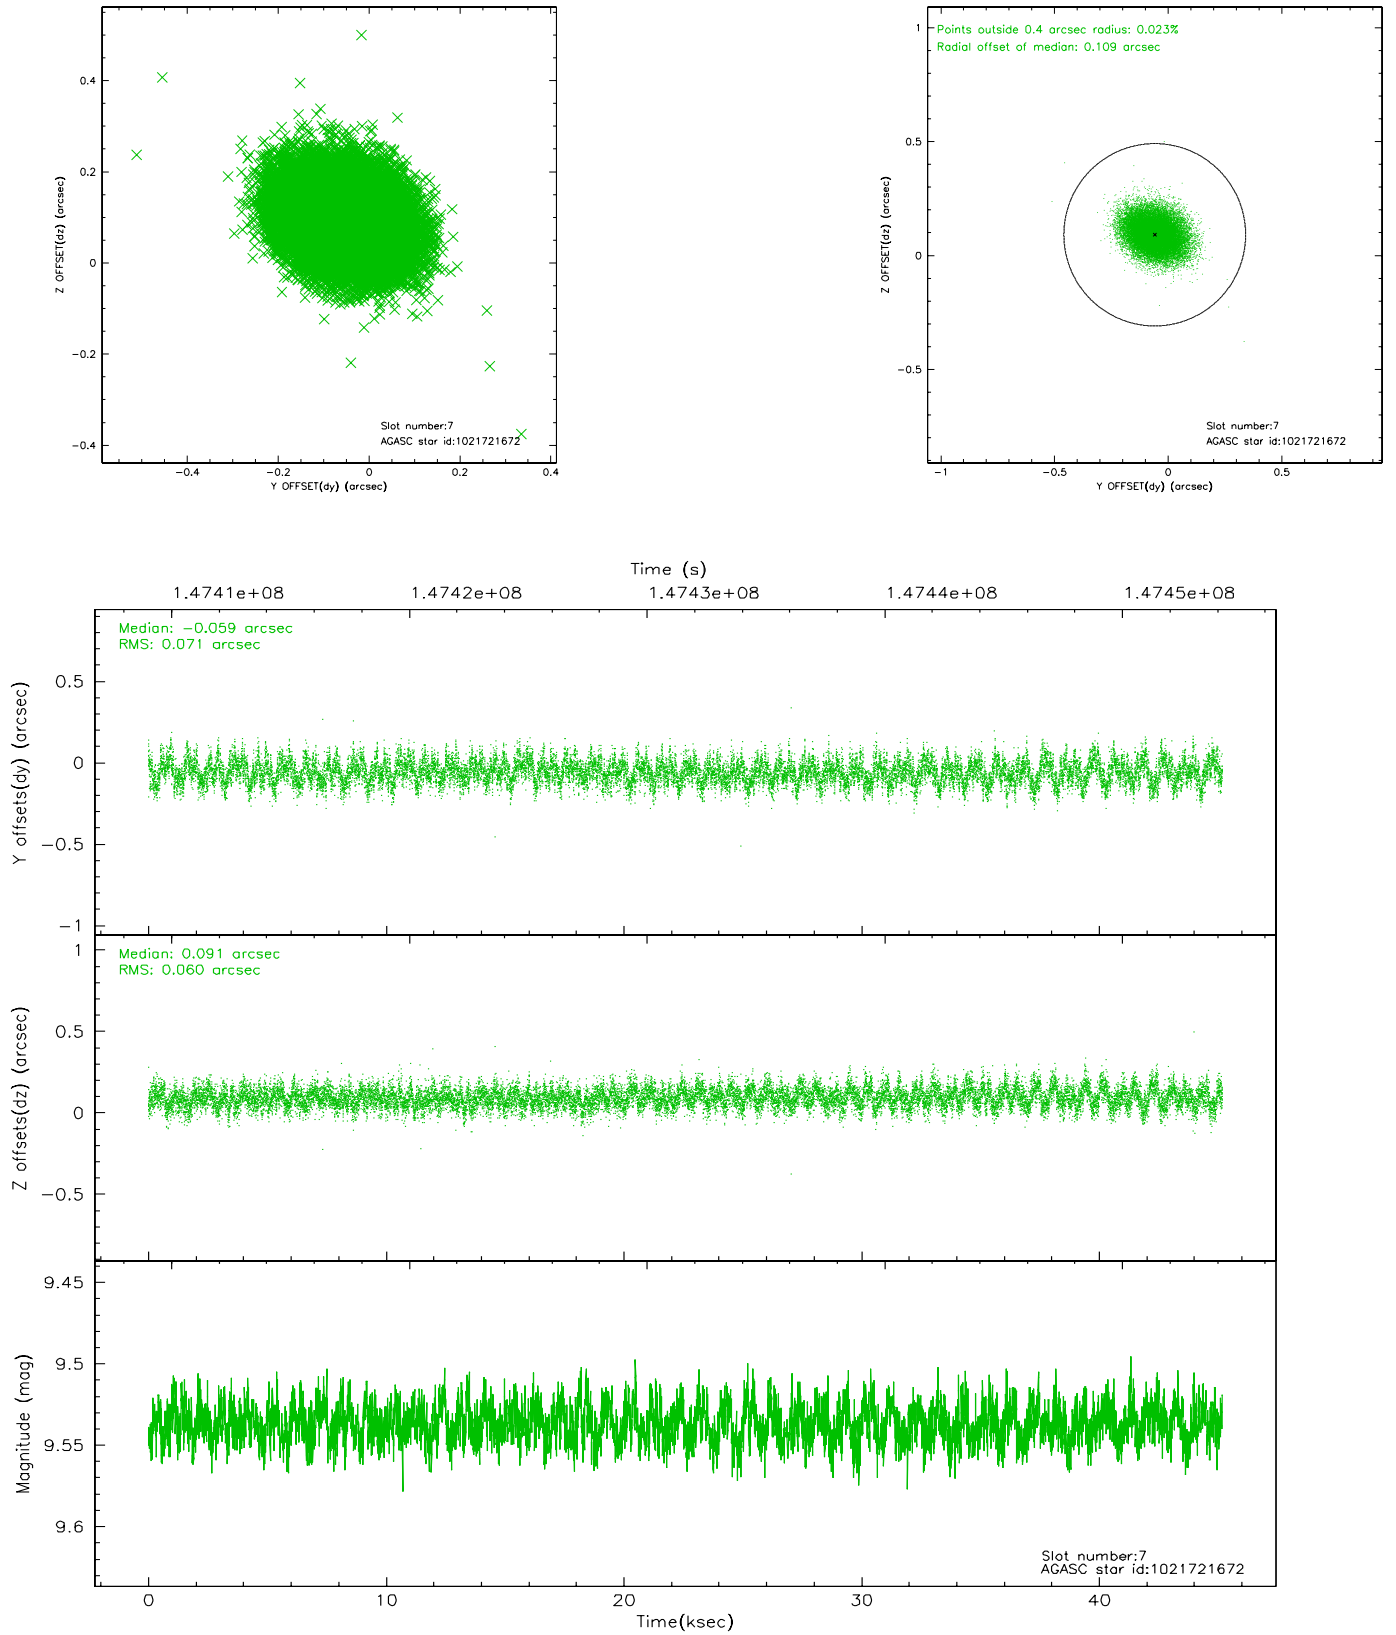 0.4
0.2
0
−0.2
−0.4
Z OFFSET(dz) (arcsec)
Slot number:7
AGASC star id:1021721672
−0.4
−0.2
0
0.2
0.4
Y OFFSET(dy) (arcsec)
Points outside 0.4 arcsec radius: 0.023%
Radial offset of median: 0.109 arcsec
1
0.5
0
−0.5
Z OFFSET(dz) (arcsec)
Slot number:7
AGASC star id:1021721672
−1
−0.5
0
0.5
Y OFFSET(dy) (arcsec)
Time (s)
1.4741e+08
1.4742e+08
1.4743e+08
1.4744e+08
1.4745e+08
Median: −0.059 arcsec
RMS: 0.071 arcsec
0.5
0
−0.5
−1
Y offsets(dy) (arcsec)
Median: 0.091 arcsec
RMS: 0.060 arcsec
1
0.5
0
−0.5
Z offsets(dz) (arcsec)
9.45
9.5
9.55
9.6
Magnitude (mag)
Slot number:7
AGASC star id:1021721672
0
10
20
30
40
Time(ksec)